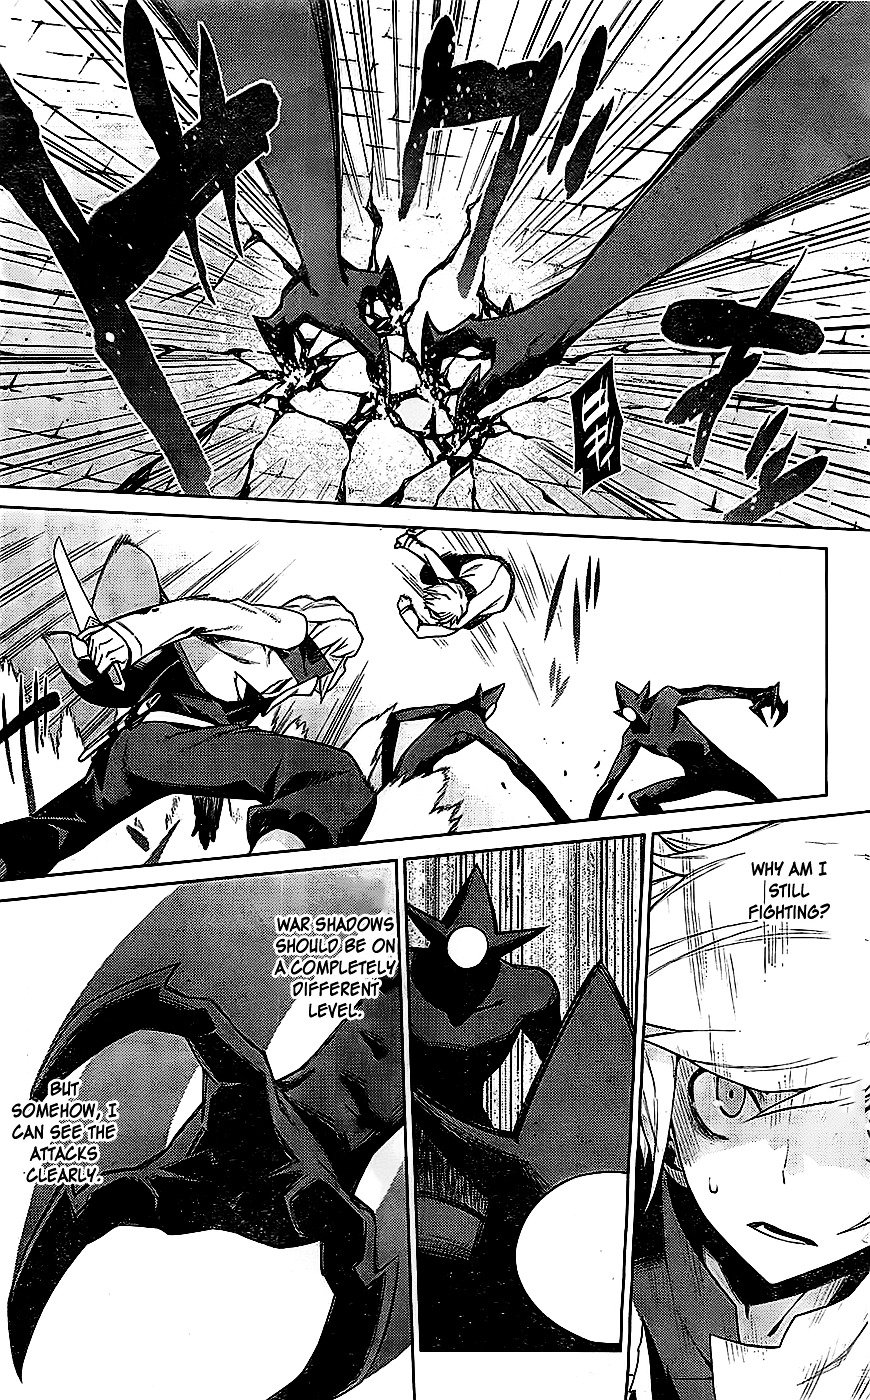 WHY AM I
STILL
FIGHTING?
WAR SHADOWS
SHOULD BE ON
A COMPLETELY
DIFFERENT
LEVEL.
BUT
SOMEHOW, I
CAN SEE THE
ATTACKS
CLEARLY.